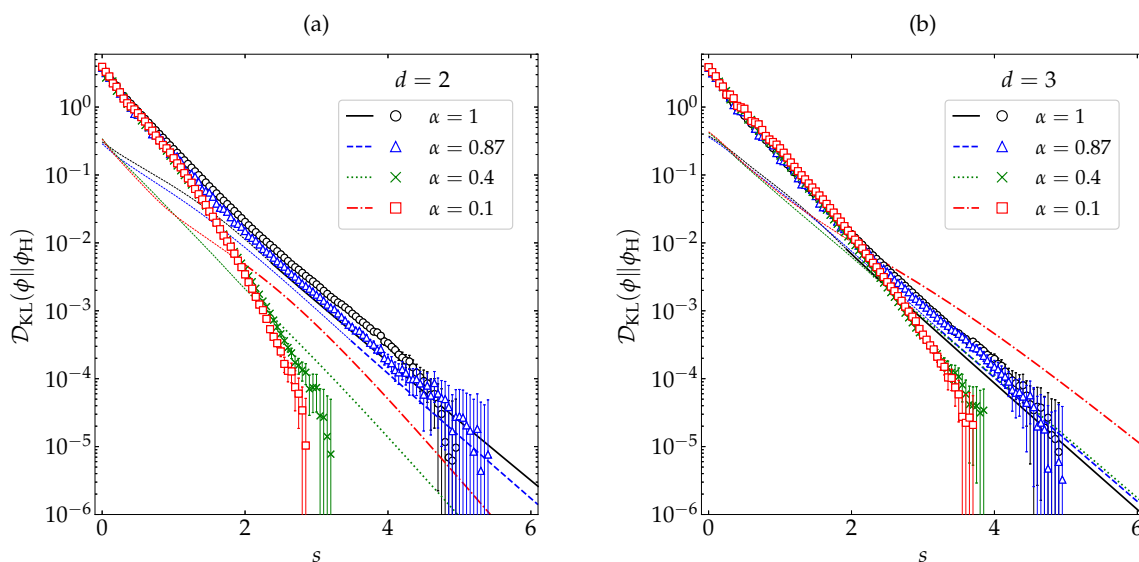 (a)
d = 2
α = 1
α = 0.87
α = 0.4
α = 0.1
10⁰
10⁻¹
10⁻²
10⁻³
10⁻⁴
10⁻⁵
10⁻⁶
0 2 4 6
s
𝒟KL(ϕ||ϕH)
(b)
d = 3
α = 1
α = 0.87
α = 0.4
α = 0.1
10⁰
10⁻¹
10⁻²
10⁻³
10⁻⁴
10⁻⁵
10⁻⁶
0 2 4 6
s
𝒟KL(ϕ||ϕH)